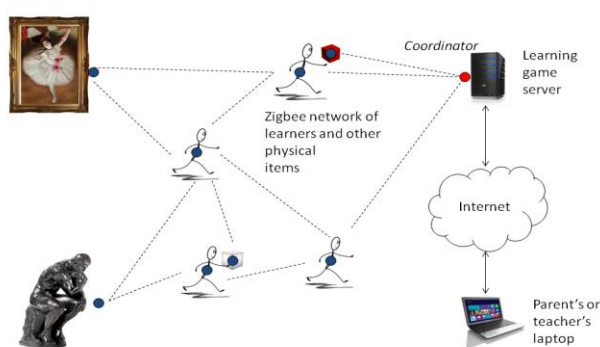 Coordinator
Learning
game
server
Zigbee network of
learners and other
physical
items
Internet
Parent's or
teacher's
laptop